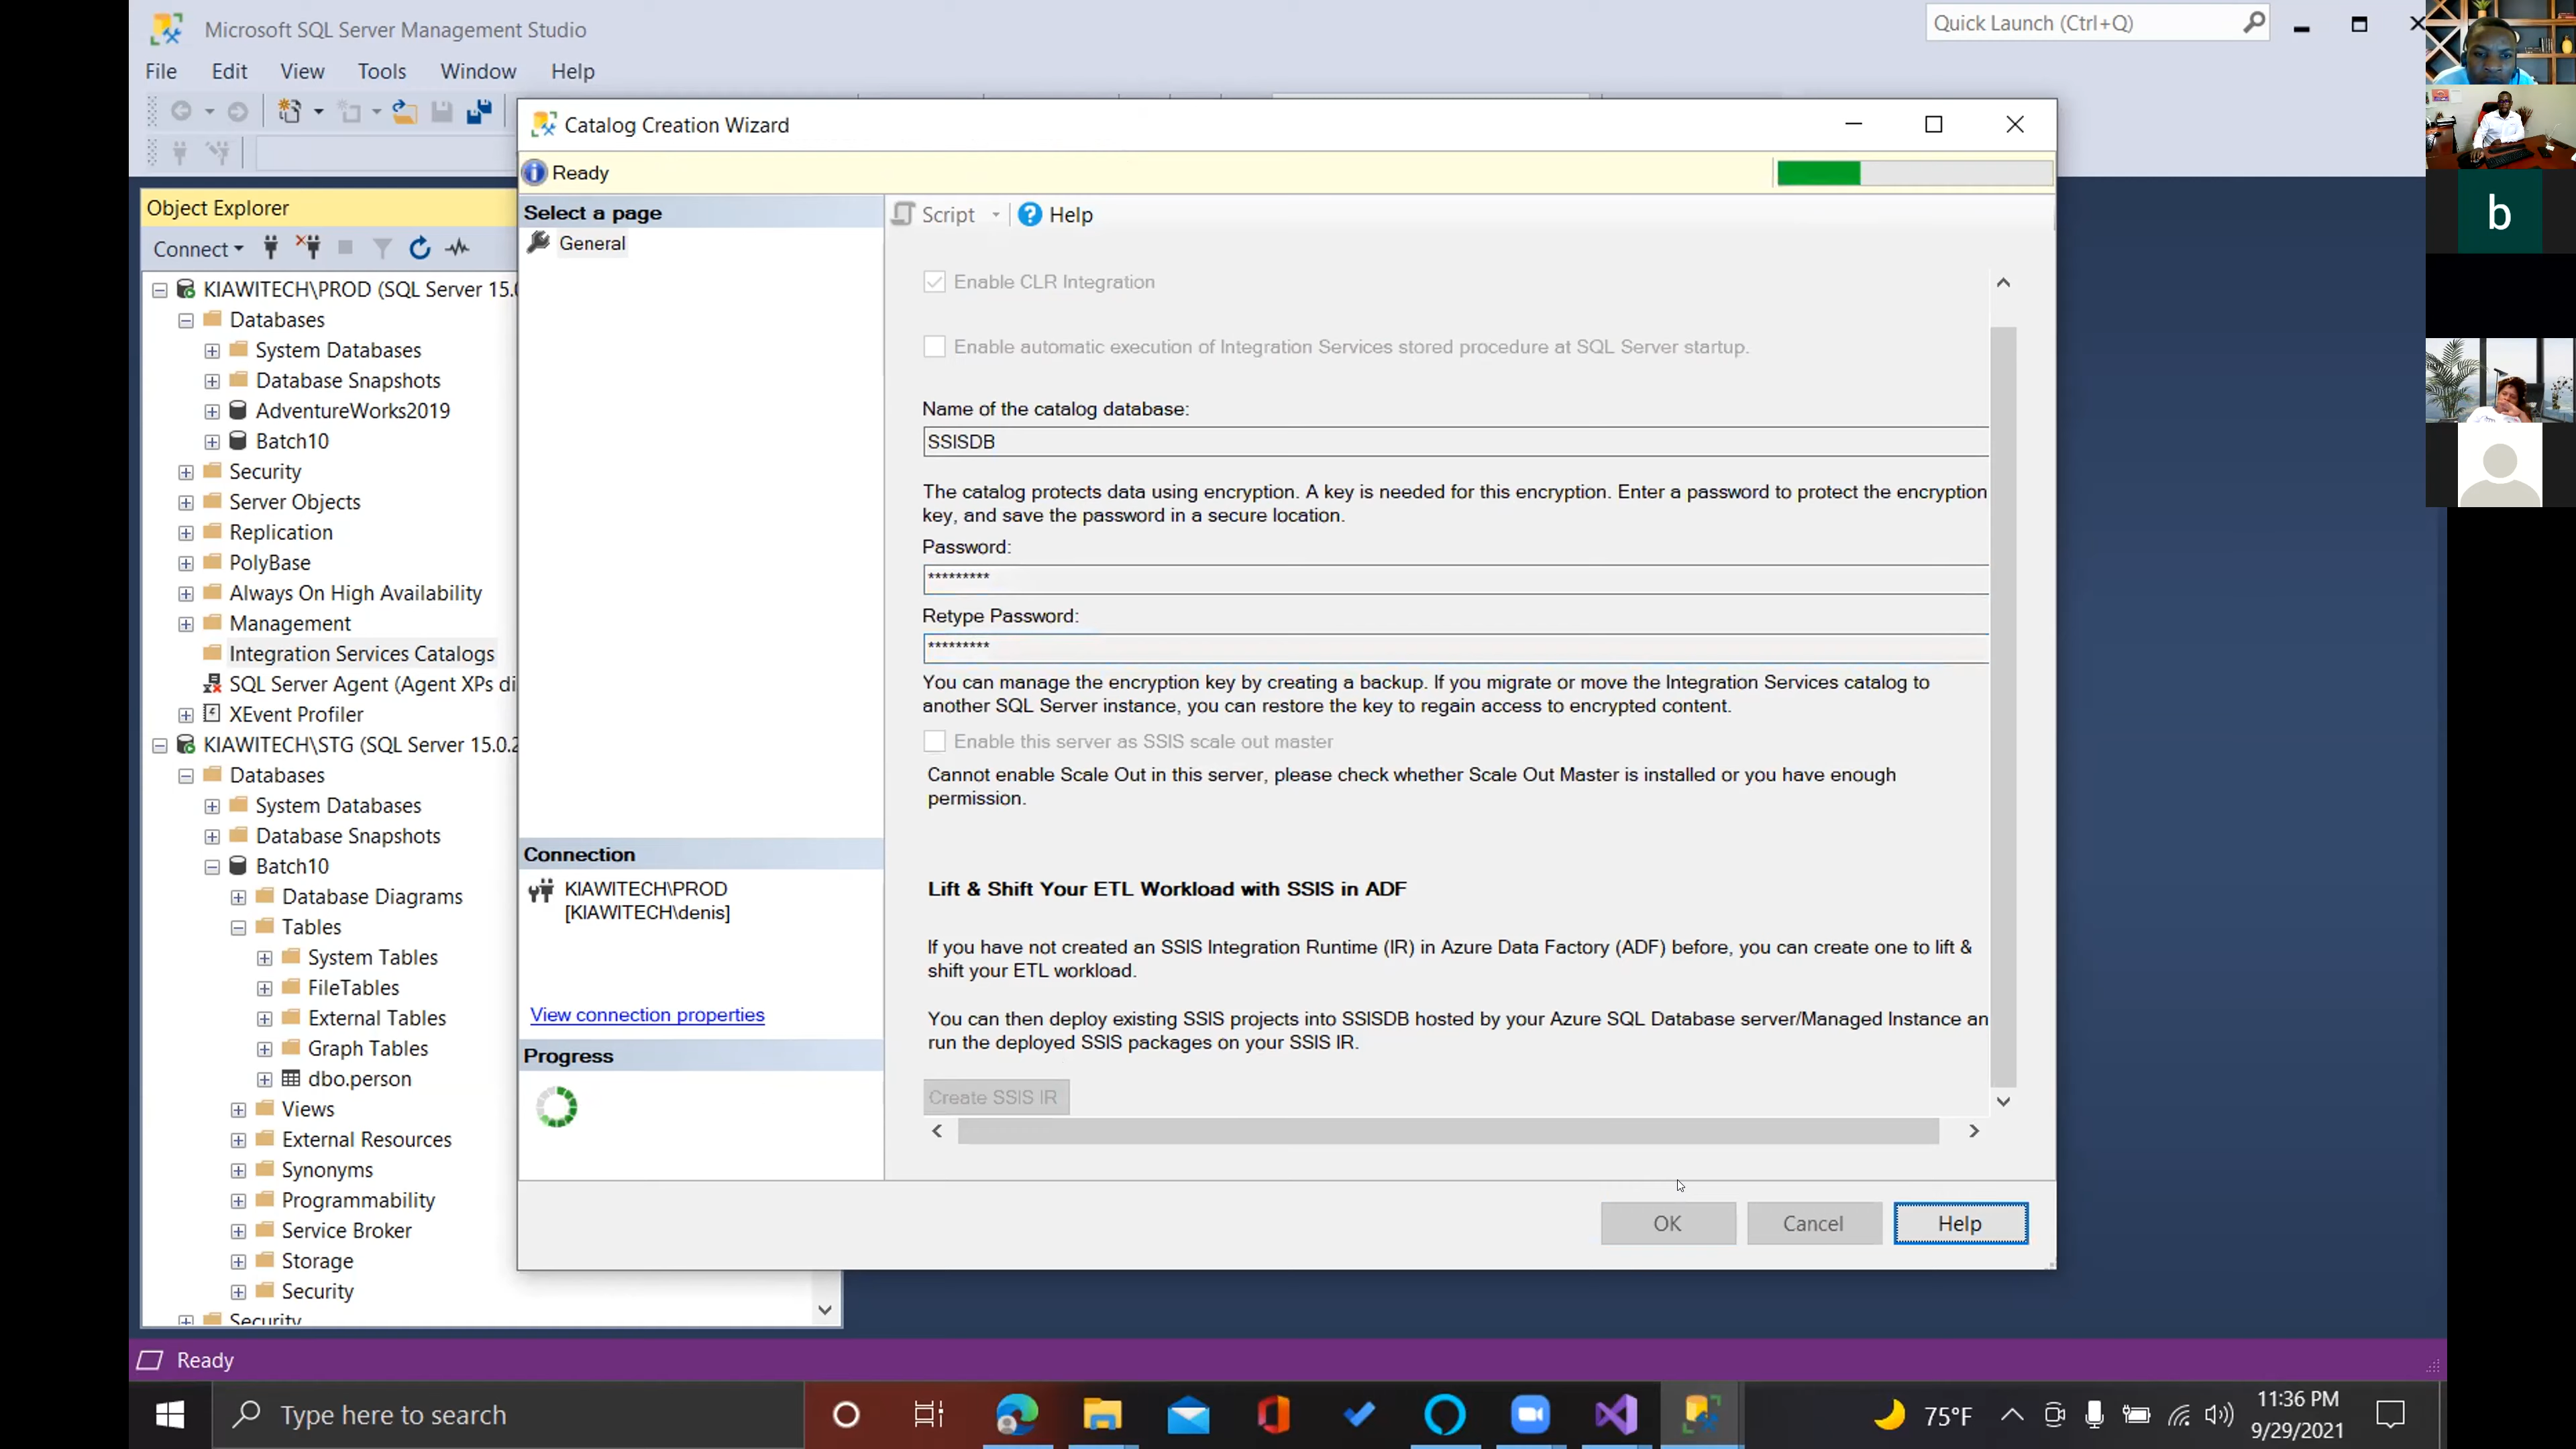 Microsoft SQL Server Management Studio
Quick Launch (Ctrl+Q)
File Edit View Tools Window Help
Catalog Creation Wizard
Ready
Object Explorer
Connect
KIAWITECH\PROD (SQL Server 15.0
Databases
System Databases
Database Snapshots
AdventureWorks2019
Batch10
Security
Server Objects
Replication
PolyBase
Always On High Availability
Management
Integration Services Catalogs
SQL Server Agent (Agent XPs di
XEvent Profiler
KIAWITECH\STG (SQL Server 15.0.2
Databases
System Databases
Database Snapshots
Batch10
Database Diagrams
Tables
System Tables
FileTables
External Tables
Graph Tables
dbo.person
Views
External Resources
Synonyms
Programmability
Service Broker
Storage
Security
Security
Select a page
General
Connection
KIAWITECH\PROD
[KIAWITECH\denis]
View connection properties
Progress
Script Help
Enable CLR Integration
Enable automatic execution of Integration Services stored procedure at SQL Server startup.
Name of the catalog database:
SSISDB
The catalog protects data using encryption. A key is needed for this encryption. Enter a password to protect the encryption
key, and save the password in a secure location.
Password:
*********
Retype Password:
*********
You can manage the encryption key by creating a backup. If you migrate or move the Integration Services catalog to
another SQL Server instance, you can restore the key to regain access to encrypted content.
Enable this server as SSIS scale out master
Cannot enable Scale Out in this server, please check whether Scale Out Master is installed or you have enough
permission.
Lift & Shift Your ETL Workload with SSIS in ADF
If you have not created an SSIS Integration Runtime (IR) in Azure Data Factory (ADF) before, you can create one to lift &
shift your ETL workload.
You can then deploy existing SSIS projects into SSISDB hosted by your Azure SQL Database server/Managed Instance an
run the deployed SSIS packages on your SSIS IR.
Create SSIS IR
OK Cancel Help
b
Ready
Type here to search
75°F
11:36 PM
9/29/2021